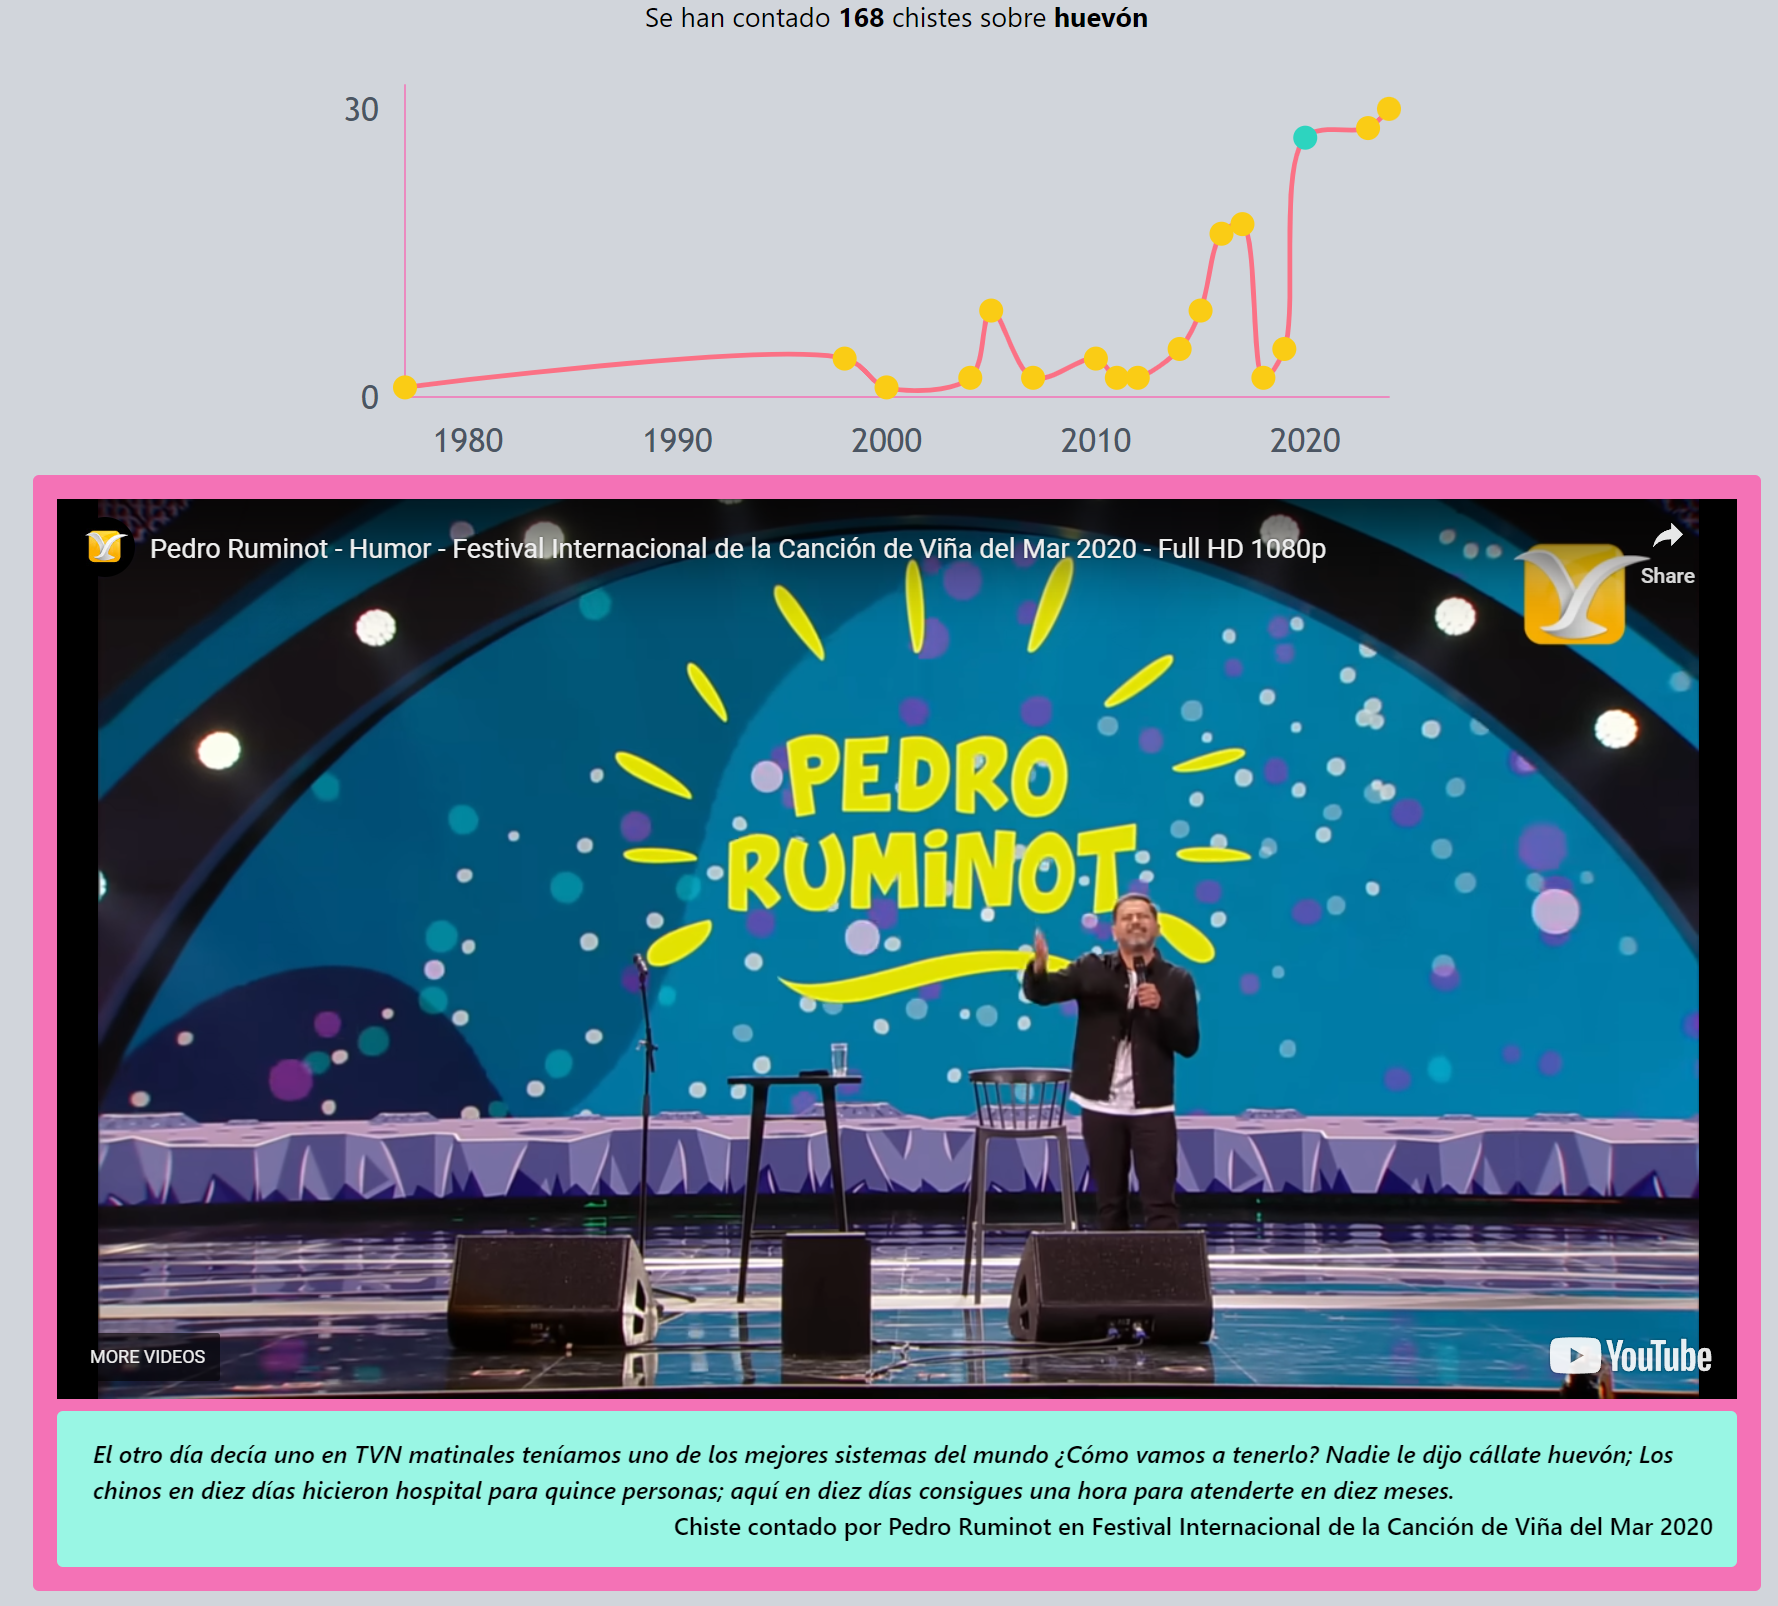 Se han contado 168 chistes sobre huevón
30
0
1980 1990 2000 2010 2020
Pedro Ruminot - Humor - Festival Internacional de la Canción de Viña del Mar 2020 - Full HD 1080p
Share
PEDRO
RUMiNOT
MORE VIDEOS
YouTube
El otro día decía uno en TVN matinales teníamos uno de los mejores sistemas del mundo ¿Cómo vamos a tenerlo? Nadie le dijo cállate huevón; Los
chinos en diez días hicieron hospital para quince personas; aquí en diez días consigues una hora para atenderte en diez meses.
Chiste contado por Pedro Ruminot en Festival Internacional de la Canción de Viña del Mar 2020